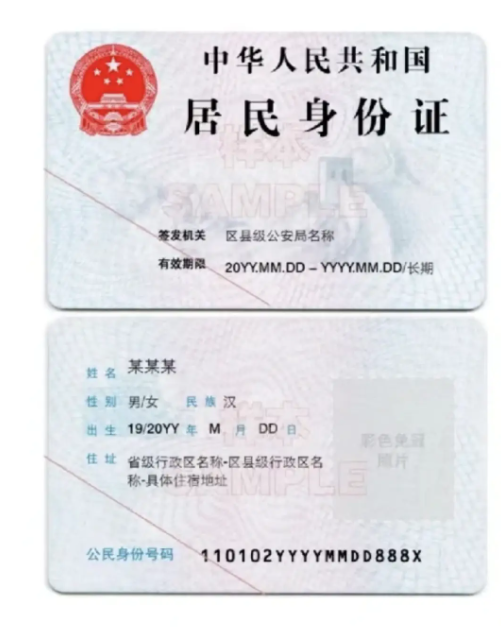 中华人民共和国
居民身份证
样本
SAMPLE
签发机关 区县级公安局名称
有效期限 20YY.MM.DD – YYYY.MM.DD/长期
姓名 某某某
性别 男/女 民族 汉
出生 19/20YY 年 M 月 DD 日
样本
SAMPLE
住址 省级行政区名称-区县级行政区名
称-具体住宿地址
彩色免冠
照片
公民身份号码 110102YYYYMMDD888X